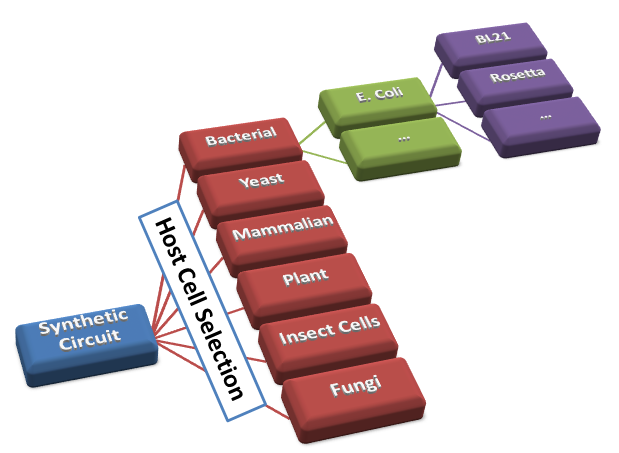 Synthetic
Circuit
Host Cell Selection
Bacterial
Yeast
Mammalian
Plant
Insect Cells
Fungi
E. Coli
...
BL21
Rosetta
...